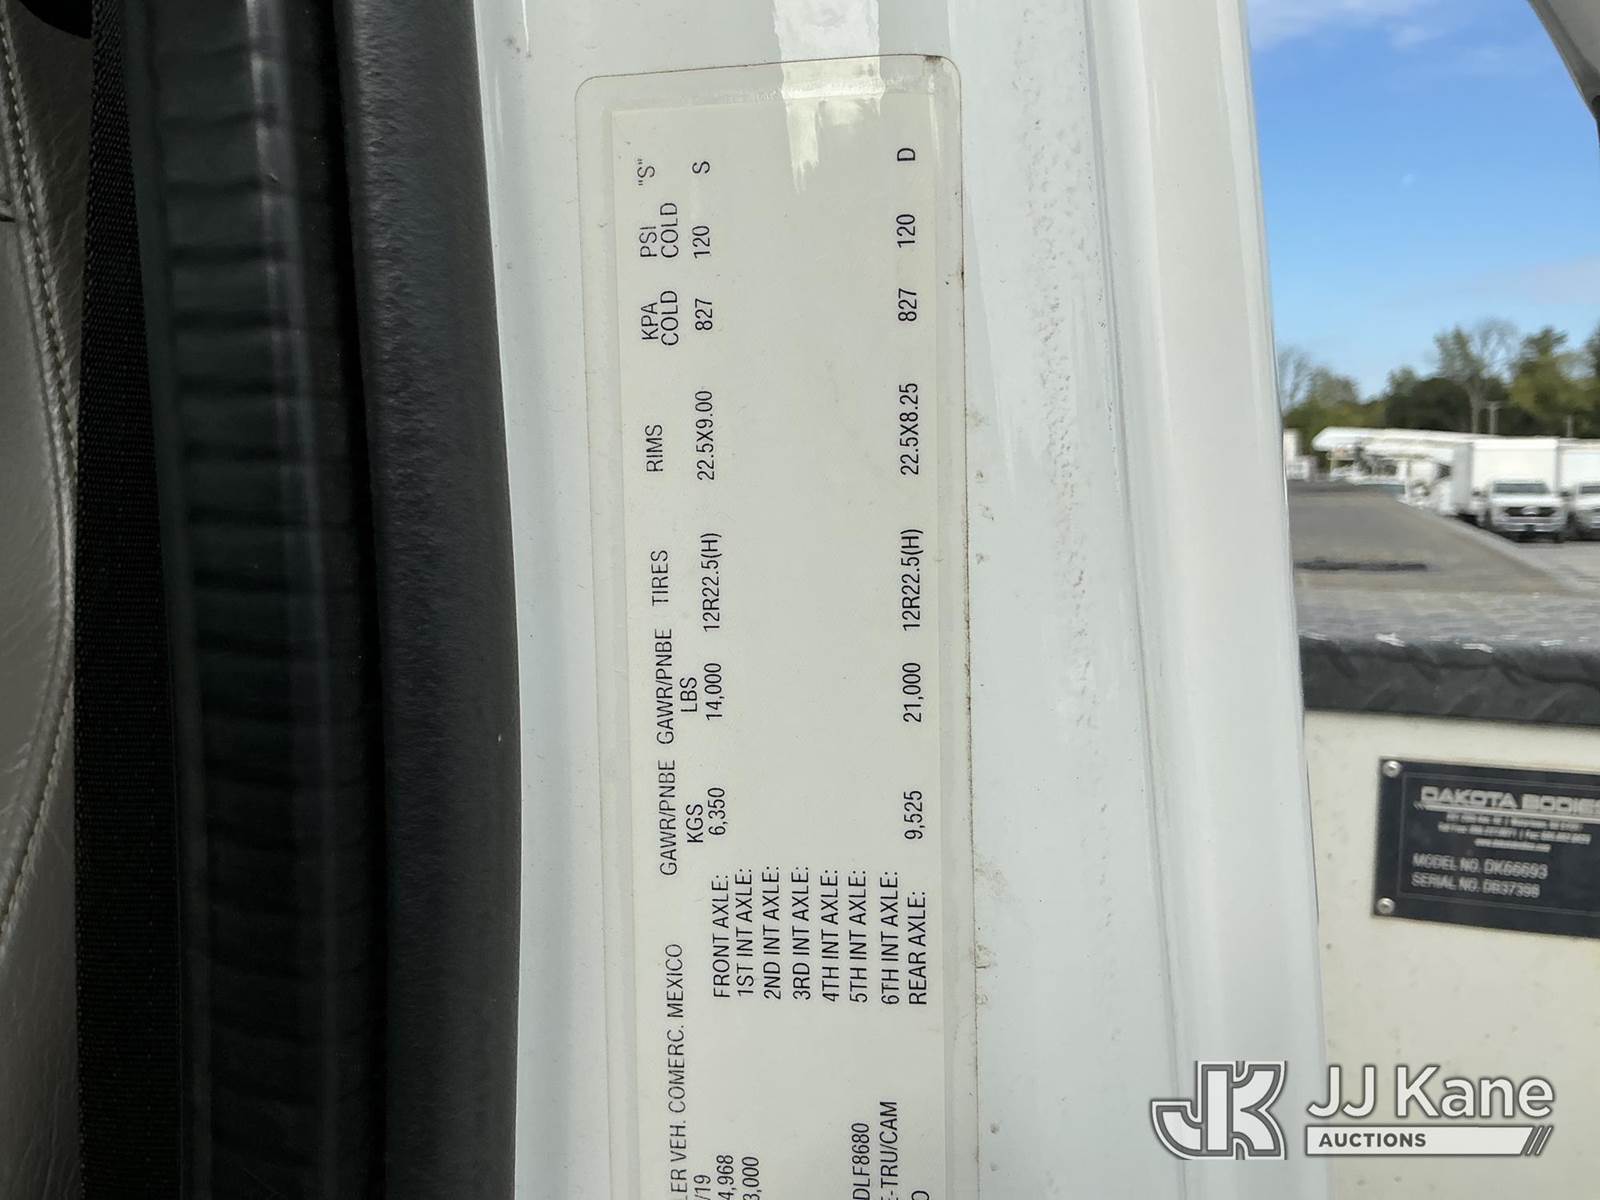 GAWR/PNBE GAWR/PNBE TIRES RIMS KPA PSI "S"
KGS LBS COLD COLD
FRONT AXLE: 6,350 14,000 12R22.5(H) 22.5X9.00 827 120 S
1ST INT AXLE:
2ND INT AXLE:
3RD INT AXLE:
4TH INT AXLE:
5TH INT AXLE:
6TH INT AXLE:
REAR AXLE: 9,525 21,000 12R22.5(H) 22.5X8.25 827 120 D
LER VEH. COMERC. MEXICO
/19
4,968
3,000
DLF8680
E-TRU/CAM
DAKOTA BODIES
MODEL NO. DK66693
SERIAL NO. DB37398
JK JJ Kane
AUCTIONS